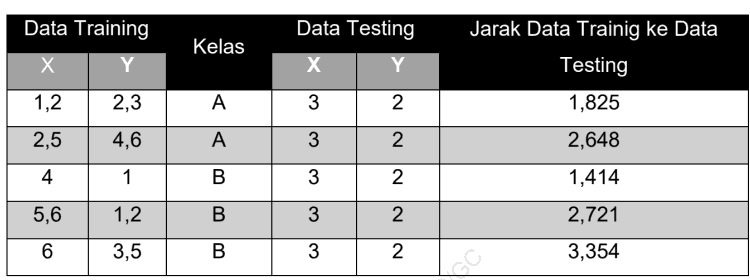 Data Training Kelas Data Testing Jarak Data Trainig ke Data Testing
X Y X Y
1,2 2,3 A 3 2 1,825
2,5 4,6 A 3 2 2,648
4 1 B 3 2 1,414
5,6 1,2 B 3 2 2,721
6 3,5 B 3 2 3,354